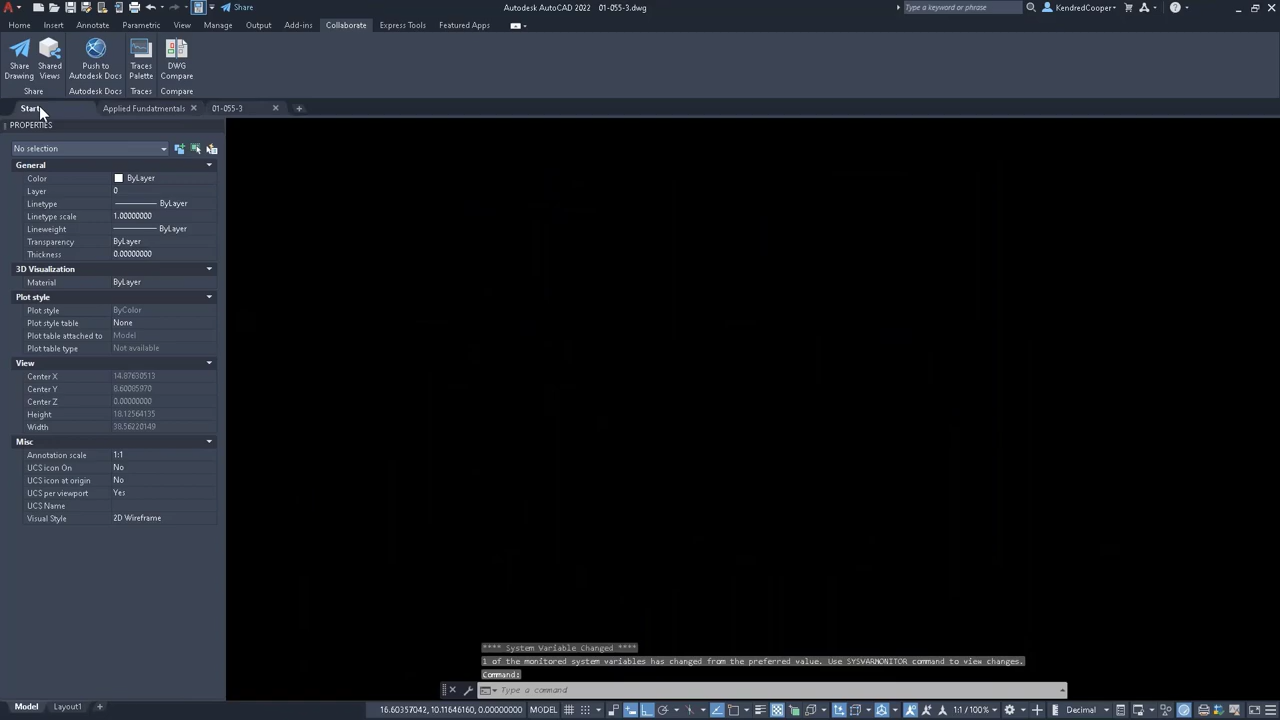 Share
Autodesk AutoCAD 2022 01-055-3.dwg
Type a keyword or phrase
KendredCooper
Home Insert Annotate Parametric View Manage Output Add-ins Collaborate Express Tools Featured Apps
Share Drawing
Shared Views
Push to Autodesk Docs
Traces Palette
DWG Compare
Share Autodesk Docs Traces Compare
Start Applied Fundatmentals 01-055-3
PROPERTIES
No selection
General
Color ByLayer
Layer 0
Linetype ByLayer
Linetype scale 1.00000000
Lineweight ByLayer
Transparency ByLayer
Thickness 0.00000000
3D Visualization
Material ByLayer
Plot style
Plot style ByColor
Plot style table None
Plot table attached to Model
Plot table type Not available
View
Center X 14.87630513
Center Y 8.60085970
Center Z 0.00000000
Height 18.12564135
Width 38.56220149
Misc
Annotation scale 1:1
UCS icon On No
UCS icon at origin No
UCS per viewport Yes
UCS Name
Visual Style 2D Wireframe
**** System Variable Changed ****
1 of the monitored system variables has changed from the preferred value. Use SYSVARMONITOR command to view changes.
Command:
Type a command
Model Layout1 16.60357042, 10.11646160, 0.00000000 MODEL 1:1 / 100% Decimal